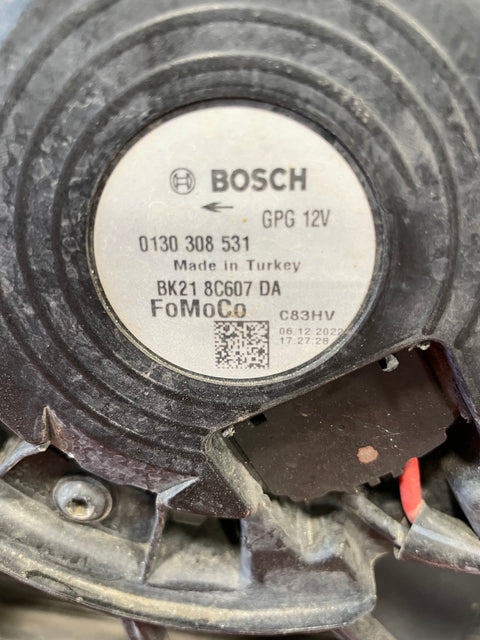 BOSCH
GPG 12V
0130 308 531
Made in Turkey
BK21 8C607 DA
FoMoCo
C83HV
06.12.2022
17.27.28